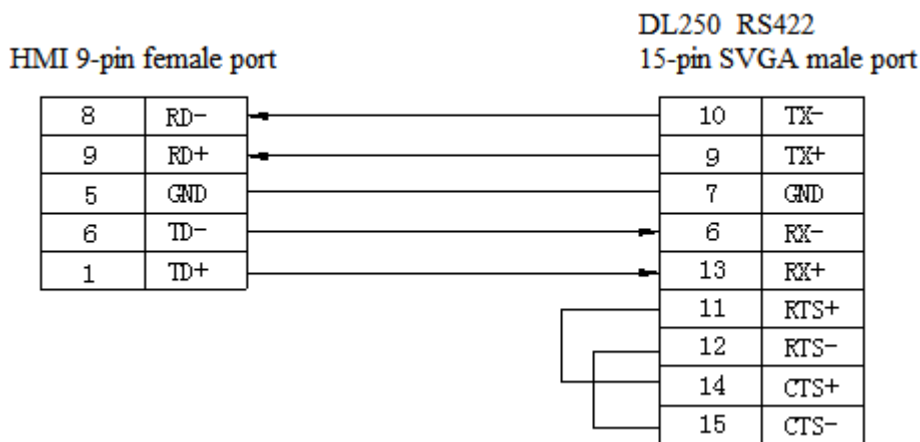 DL250 RS422
HMI 9-pin female port 15-pin SVGA male port
8 RD- 10 TX-
9 RD+ 9 TX+
5 GND 7 GND
6 TD- 6 RX-
1 TD+ 13 RX+
11 RTS+
12 RTS-
14 CTS+
15 CTS-